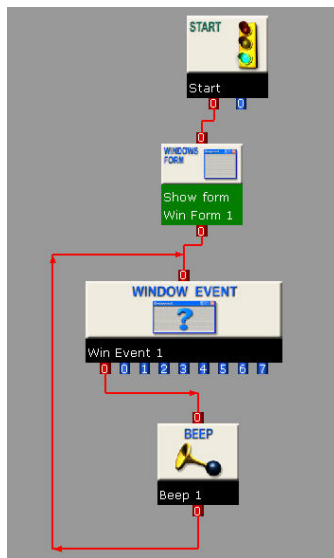 START
Start
0 0
0
WINDOWS
FORM
Show form
Win Form 1
0
0
WINDOW EVENT
?
Win Event 1
0 0 1 2 3 4 5 6 7
0
BEEP
Beep 1
0